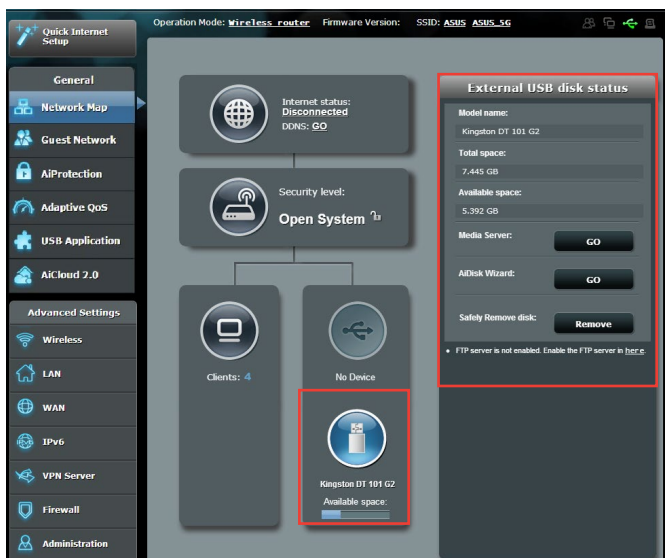 Operation Mode: Wireless router Firmware Version: SSID: ASUS ASUS_5G
Quick Internet
Setup
General
Network Map
Guest Network
AiProtection
Adaptive QoS
USB Application
AiCloud 2.0
Advanced Settings
Wireless
LAN
WAN
IPv6
VPN Server
Firewall
Administration
Internet status:
Disconnected
DDNS: GO
Security level:
Open System
Clients: 4
No Device
Kingston DT 101 G2
Available space:
External USB disk status
Model name:
Kingston DT 101 G2
Total space:
7.445 GB
Available space:
5.392 GB
Media Server: GO
AiDisk Wizard: GO
Safely Remove disk: Remove
• FTP server is not enabled. Enable the FTP server in here.